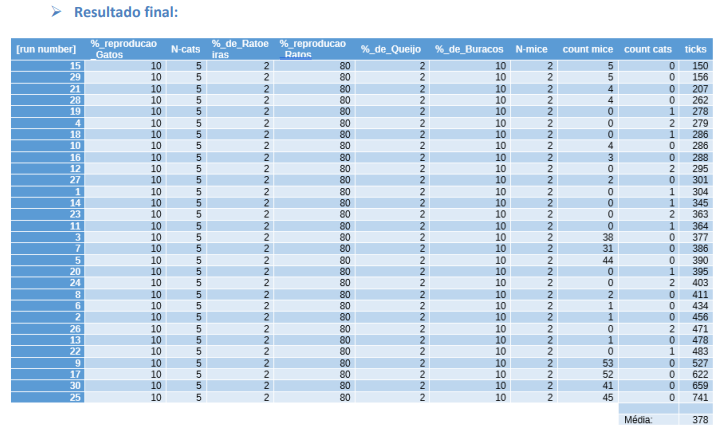 ➢ Resultado final:
[run number] %_reproducao_Gatos N-cats %_de_Ratoeiras %_reproducao_Ratos %_de_Queijo %_de_Buracos N-mice count mice count cats ticks
15 10 5 2 80 2 10 2 5 0 150
29 10 5 2 80 2 10 2 5 0 156
21 10 5 2 80 2 10 2 4 0 207
28 10 5 2 80 2 10 2 4 0 262
19 10 5 2 80 2 10 2 0 1 278
4 10 5 2 80 2 10 2 0 2 279
18 10 5 2 80 2 10 2 0 1 286
10 10 5 2 80 2 10 2 4 0 286
16 10 5 2 80 2 10 2 3 0 288
12 10 5 2 80 2 10 2 0 2 295
27 10 5 2 80 2 10 2 2 0 301
1 10 5 2 80 2 10 2 0 1 304
14 10 5 2 80 2 10 2 0 1 345
23 10 5 2 80 2 10 2 0 2 363
11 10 5 2 80 2 10 2 0 1 364
3 10 5 2 80 2 10 2 38 0 377
7 10 5 2 80 2 10 2 31 0 386
5 10 5 2 80 2 10 2 44 0 390
20 10 5 2 80 2 10 2 0 1 395
24 10 5 2 80 2 10 2 0 2 403
8 10 5 2 80 2 10 2 2 0 411
6 10 5 2 80 2 10 2 1 0 434
2 10 5 2 80 2 10 2 1 0 456
26 10 5 2 80 2 10 2 0 2 471
13 10 5 2 80 2 10 2 1 0 478
22 10 5 2 80 2 10 2 0 1 483
9 10 5 2 80 2 10 2 53 0 527
17 10 5 2 80 2 10 2 52 0 622
30 10 5 2 80 2 10 2 41 0 659
25 10 5 2 80 2 10 2 45 0 741
Média: 378